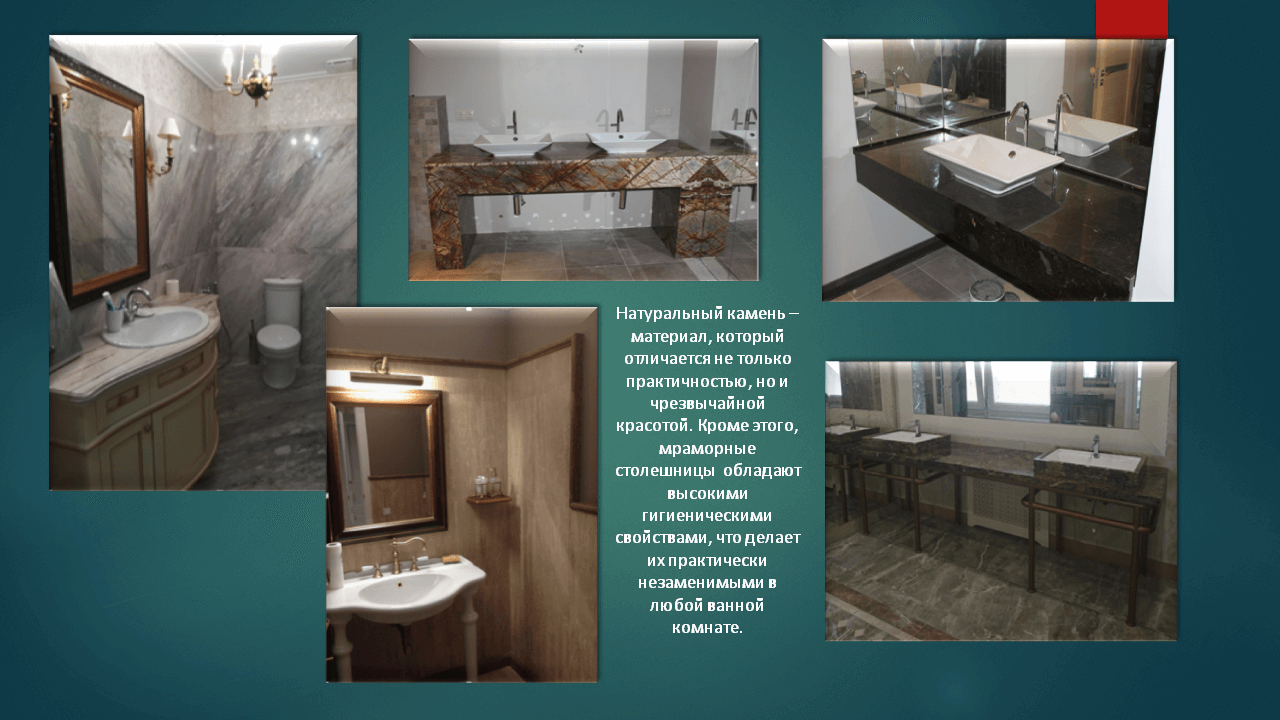 Натуральный камень –
материал, который
отличается не только
практичностью, но и
чрезвычайной
красотой. Кроме этого,
мраморные
столешницы  обладают
высокими
гигиеническими
свойствами, что делает
их практически
незаменимыми в
любой ванной
комнате.